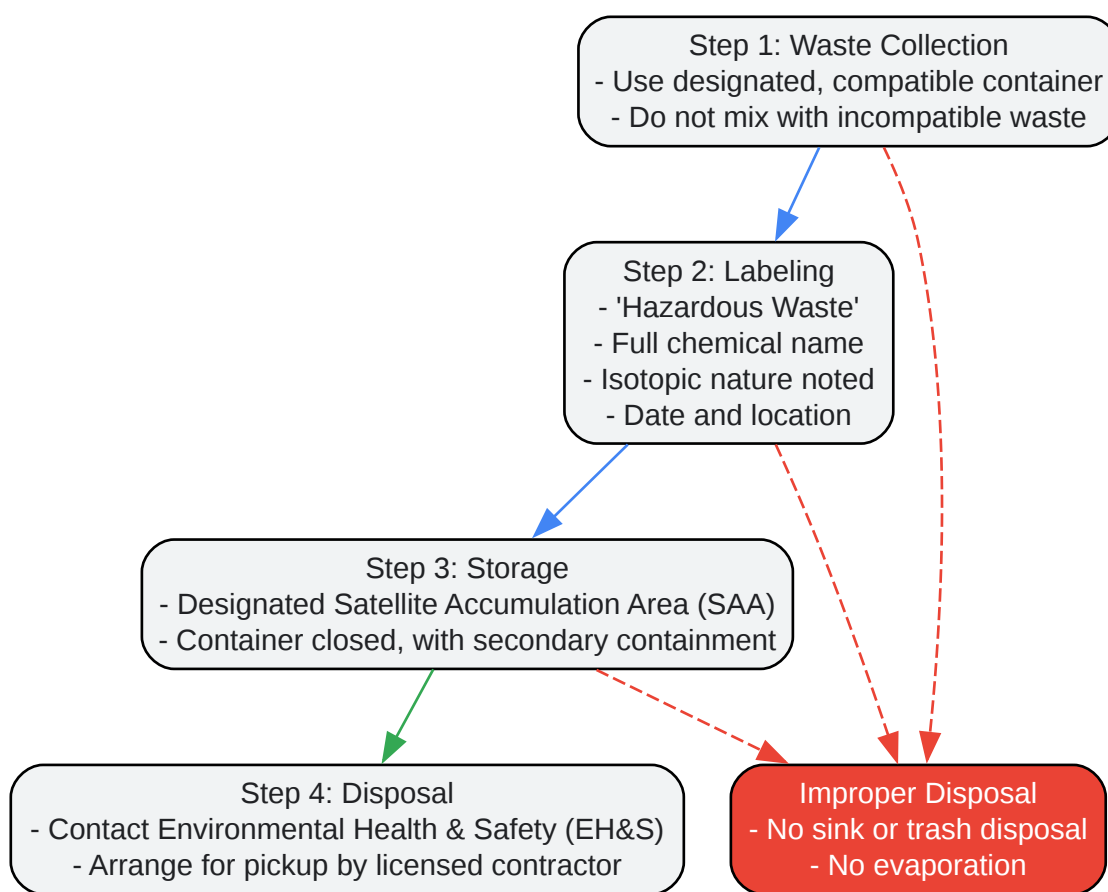 Step 1: Waste Collection
- Use designated, compatible container
- Do not mix with incompatible waste
Step 2: Labeling
- 'Hazardous Waste'
- Full chemical name
- Isotopic nature noted
- Date and location
Step 3: Storage
- Designated Satellite Accumulation Area (SAA)
- Container closed, with secondary containment
Step 4: Disposal
- Contact Environmental Health & Safety (EH&S)
- Arrange for pickup by licensed contractor
Improper Disposal
- No sink or trash disposal
- No evaporation